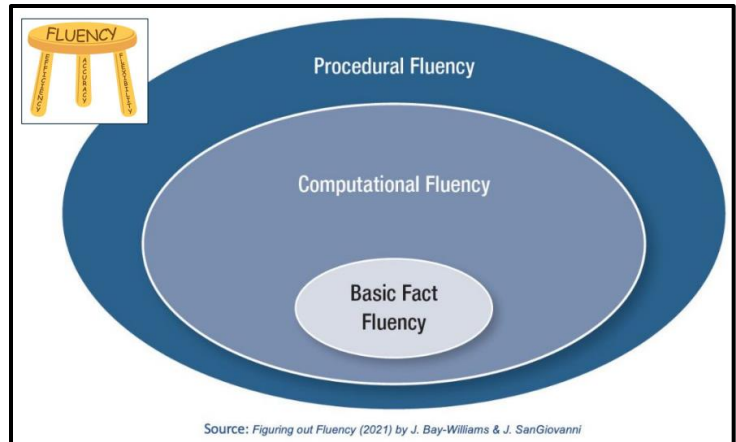 FLUENCY
EFFICIENCY
ACCURACY
FLEXIBILITY
Procedural Fluency
Computational Fluency
Basic Fact
Fluency
Source: Figuring out Fluency (2021) by J. Bay-Williams & J. SanGiovanni